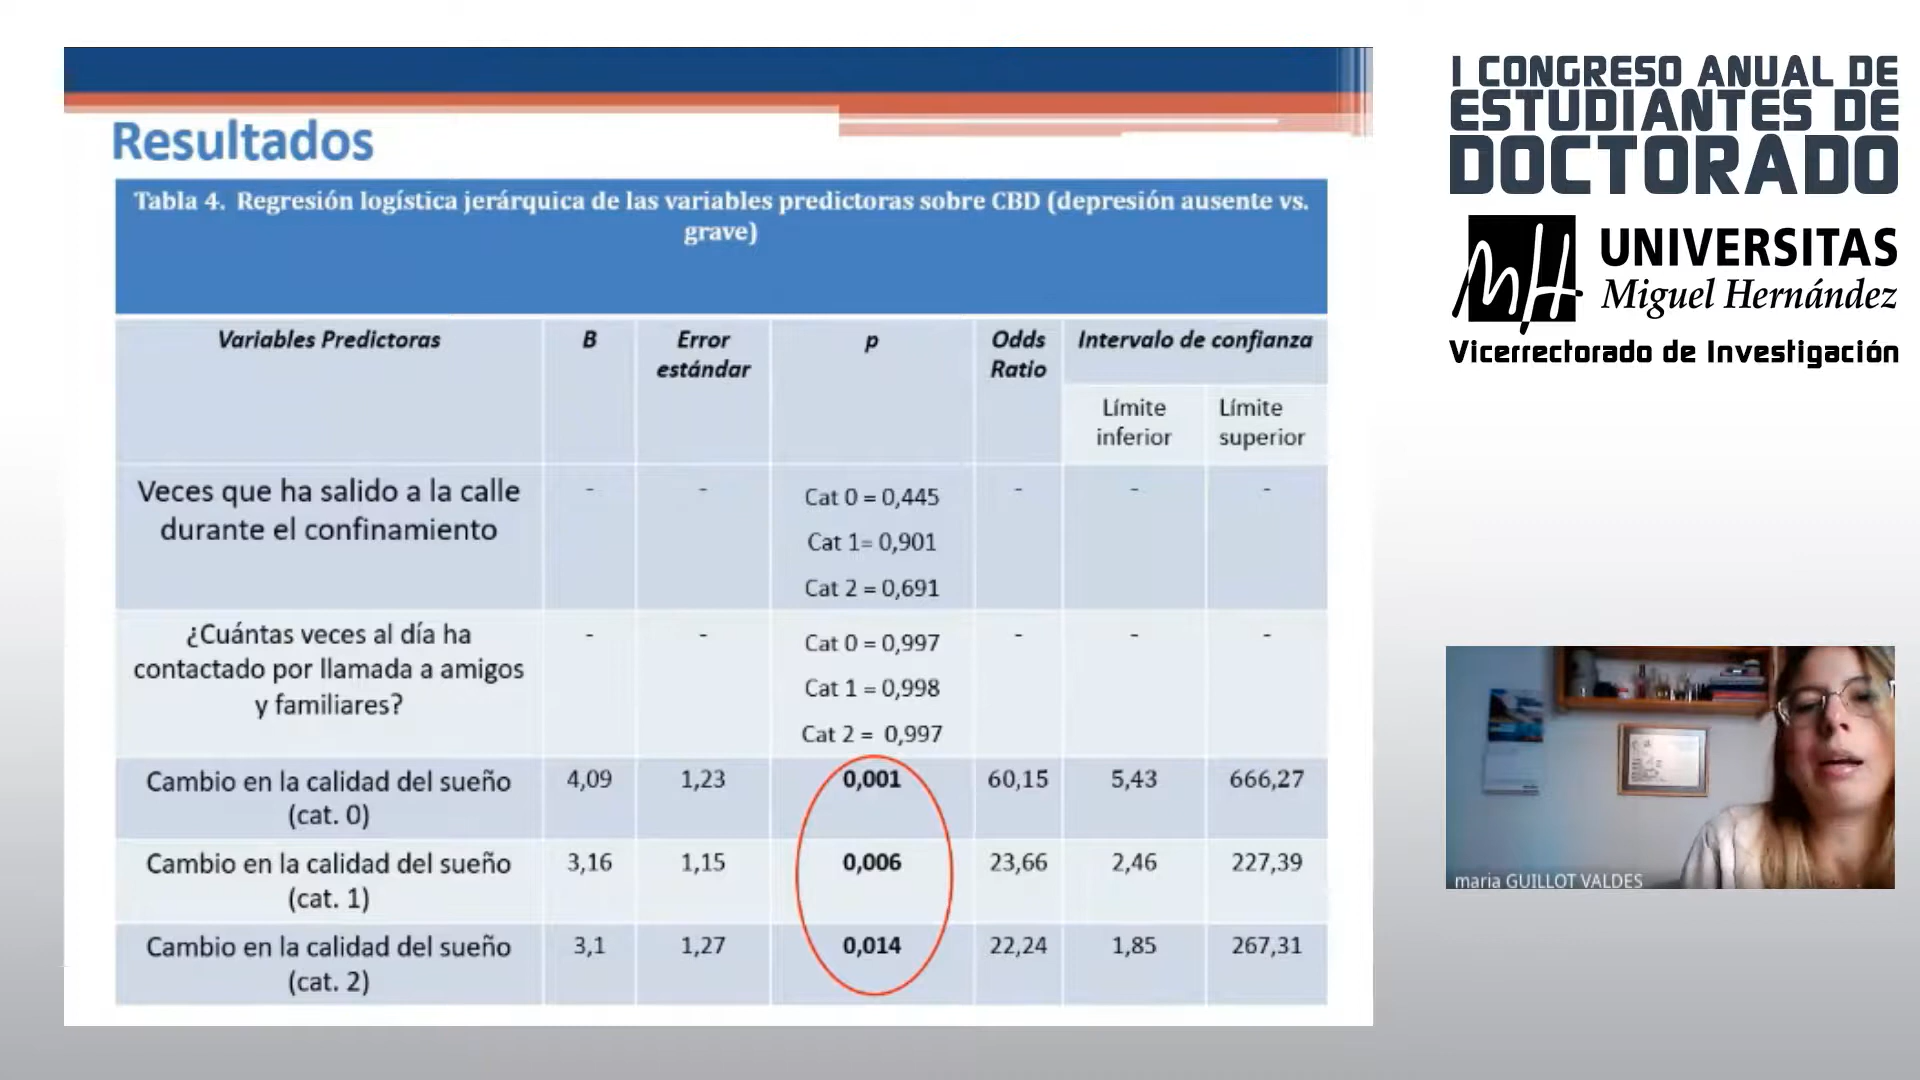 Resultados
Tabla 4. Regresión logística jerárquica de las variables predictoras sobre CBD (depresión ausente vs.
grave)
Variables Predictoras
B
Error
estándar
p
Odds
Ratio
Intervalo de confianza
Límite
inferior
Límite
superior
Veces que ha salido a la calle
durante el confinamiento
-
-
Cat 0 = 0,445
Cat 1= 0,901
Cat 2 = 0,691
-
-
-
¿Cuántas veces al día ha
contactado por llamada a amigos
y familiares?
-
-
Cat 0 = 0,997
Cat 1 = 0,998
Cat 2 = 0,997
-
-
-
Cambio en la calidad del sueño
(cat. 0)
4,09
1,23
0,001
60,15
5,43
666,27
Cambio en la calidad del sueño
(cat. 1)
3,16
1,15
0,006
23,66
2,46
227,39
Cambio en la calidad del sueño
(cat. 2)
3,1
1,27
0,014
22,24
1,85
267,31
I CONGRESO ANUAL DE
ESTUDIANTES DE
DOCTORADO
UNIVERSITAS
Miguel Hernández
Vicerrectorado de Investigación
maria GUILLOT VALDES